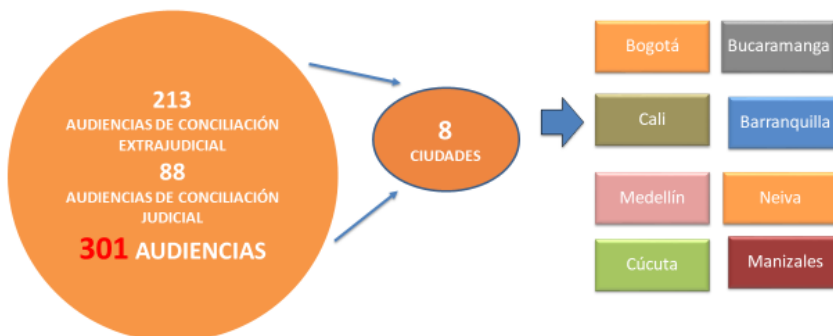 213
AUDIENCIAS DE CONCILIACIÓN
EXTRAJUDICIAL
88
AUDIENCIAS DE CONCILIACIÓN
JUDICIAL
301 AUDIENCIAS
8
CIUDADES
Bogotá
Bucaramanga
Cali
Barranquilla
Medellín
Neiva
Cúcuta
Manizales